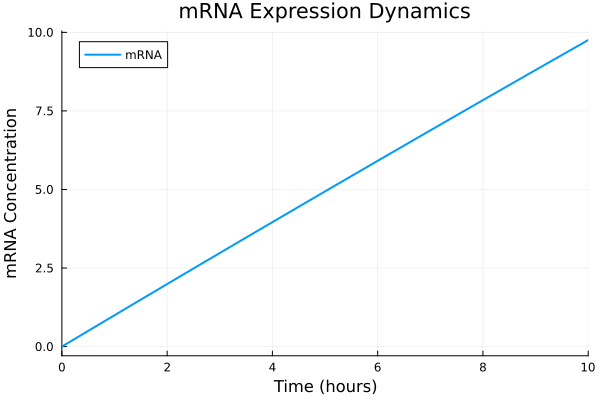 mRNA Expression Dynamics
mRNA
mRNA Concentration
10.0
7.5
5.0
2.5
0.0
0 2 4 6 8 10
Time (hours)